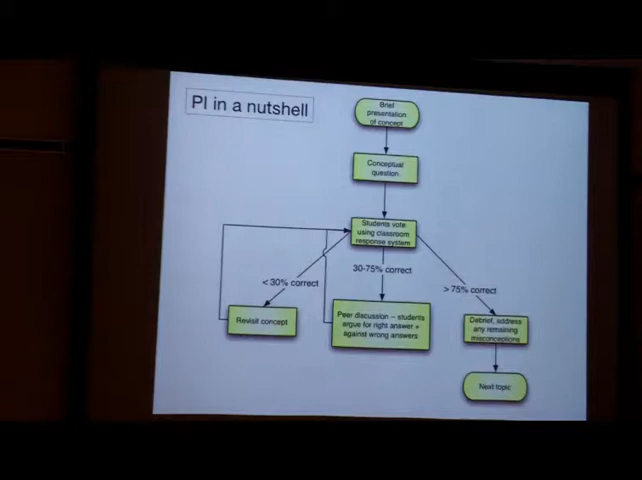 PI in a nutshell
Brief
presentation
of concept
Conceptual
question
Students vote
using classroom
response system
< 30% correct
30-75% correct
> 75% correct
Revisit concept
Peer discussion – students
argue for right answer +
against wrong answers
Debrief, address
any remaining
misconceptions
Next topic